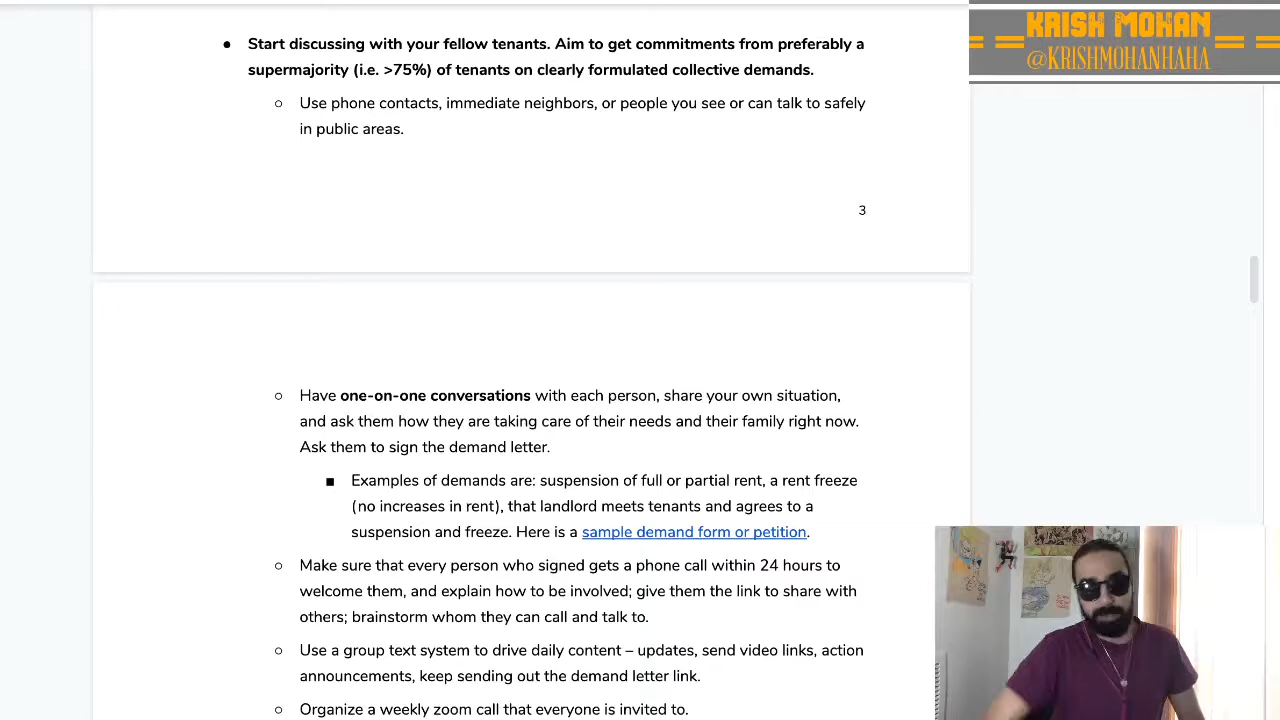 KRISH MOHAN
@KRISHMOHANHAHA
● Start discussing with your fellow tenants. Aim to get commitments from preferably a
supermajority (i.e. >75%) of tenants on clearly formulated collective demands.
○ Use phone contacts, immediate neighbors, or people you see or can talk to safely
in public areas.
3
○ Have one-on-one conversations with each person, share your own situation,
and ask them how they are taking care of their needs and their family right now.
Ask them to sign the demand letter.
■ Examples of demands are: suspension of full or partial rent, a rent freeze
(no increases in rent), that landlord meets tenants and agrees to a
suspension and freeze. Here is a sample demand form or petition.
○ Make sure that every person who signed gets a phone call within 24 hours to
welcome them, and explain how to be involved; give them the link to share with
others; brainstorm whom they can call and talk to.
○ Use a group text system to drive daily content – updates, send video links, action
announcements, keep sending out the demand letter link.
○ Organize a weekly zoom call that everyone is invited to.